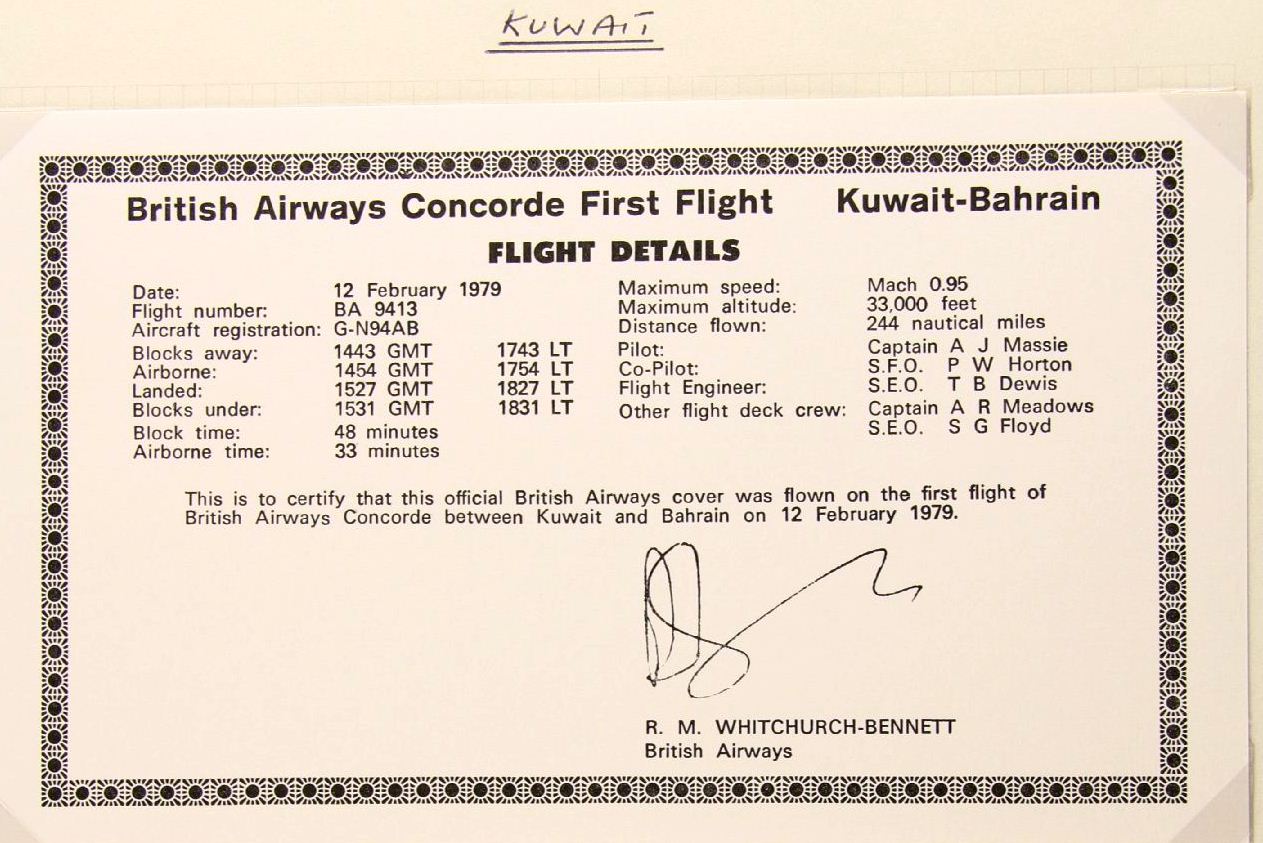 KUWAIT
British Airways Concorde First Flight Kuwait-Bahrain
FLIGHT DETAILS
Date: 12 February 1979 Maximum speed: Mach 0.95
Flight number: BA 9413 Maximum altitude: 33,000 feet
Aircraft registration: G-N94AB Distance flown: 244 nautical miles
Blocks away: 1443 GMT 1743 LT Pilot: Captain A J Massie
Airborne: 1454 GMT 1754 LT Co-Pilot: S.F.O. P W Horton
Landed: 1527 GMT 1827 LT Flight Engineer: S.E.O. T B Dewis
Blocks under: 1531 GMT 1831 LT Other flight deck crew: Captain A R Meadows
Block time: 48 minutes S.E.O. S G Floyd
Airborne time: 33 minutes
This is to certify that this official British Airways cover was flown on the first flight of
British Airways Concorde between Kuwait and Bahrain on 12 February 1979.
R. M. WHITCHURCH-BENNETT
British Airways